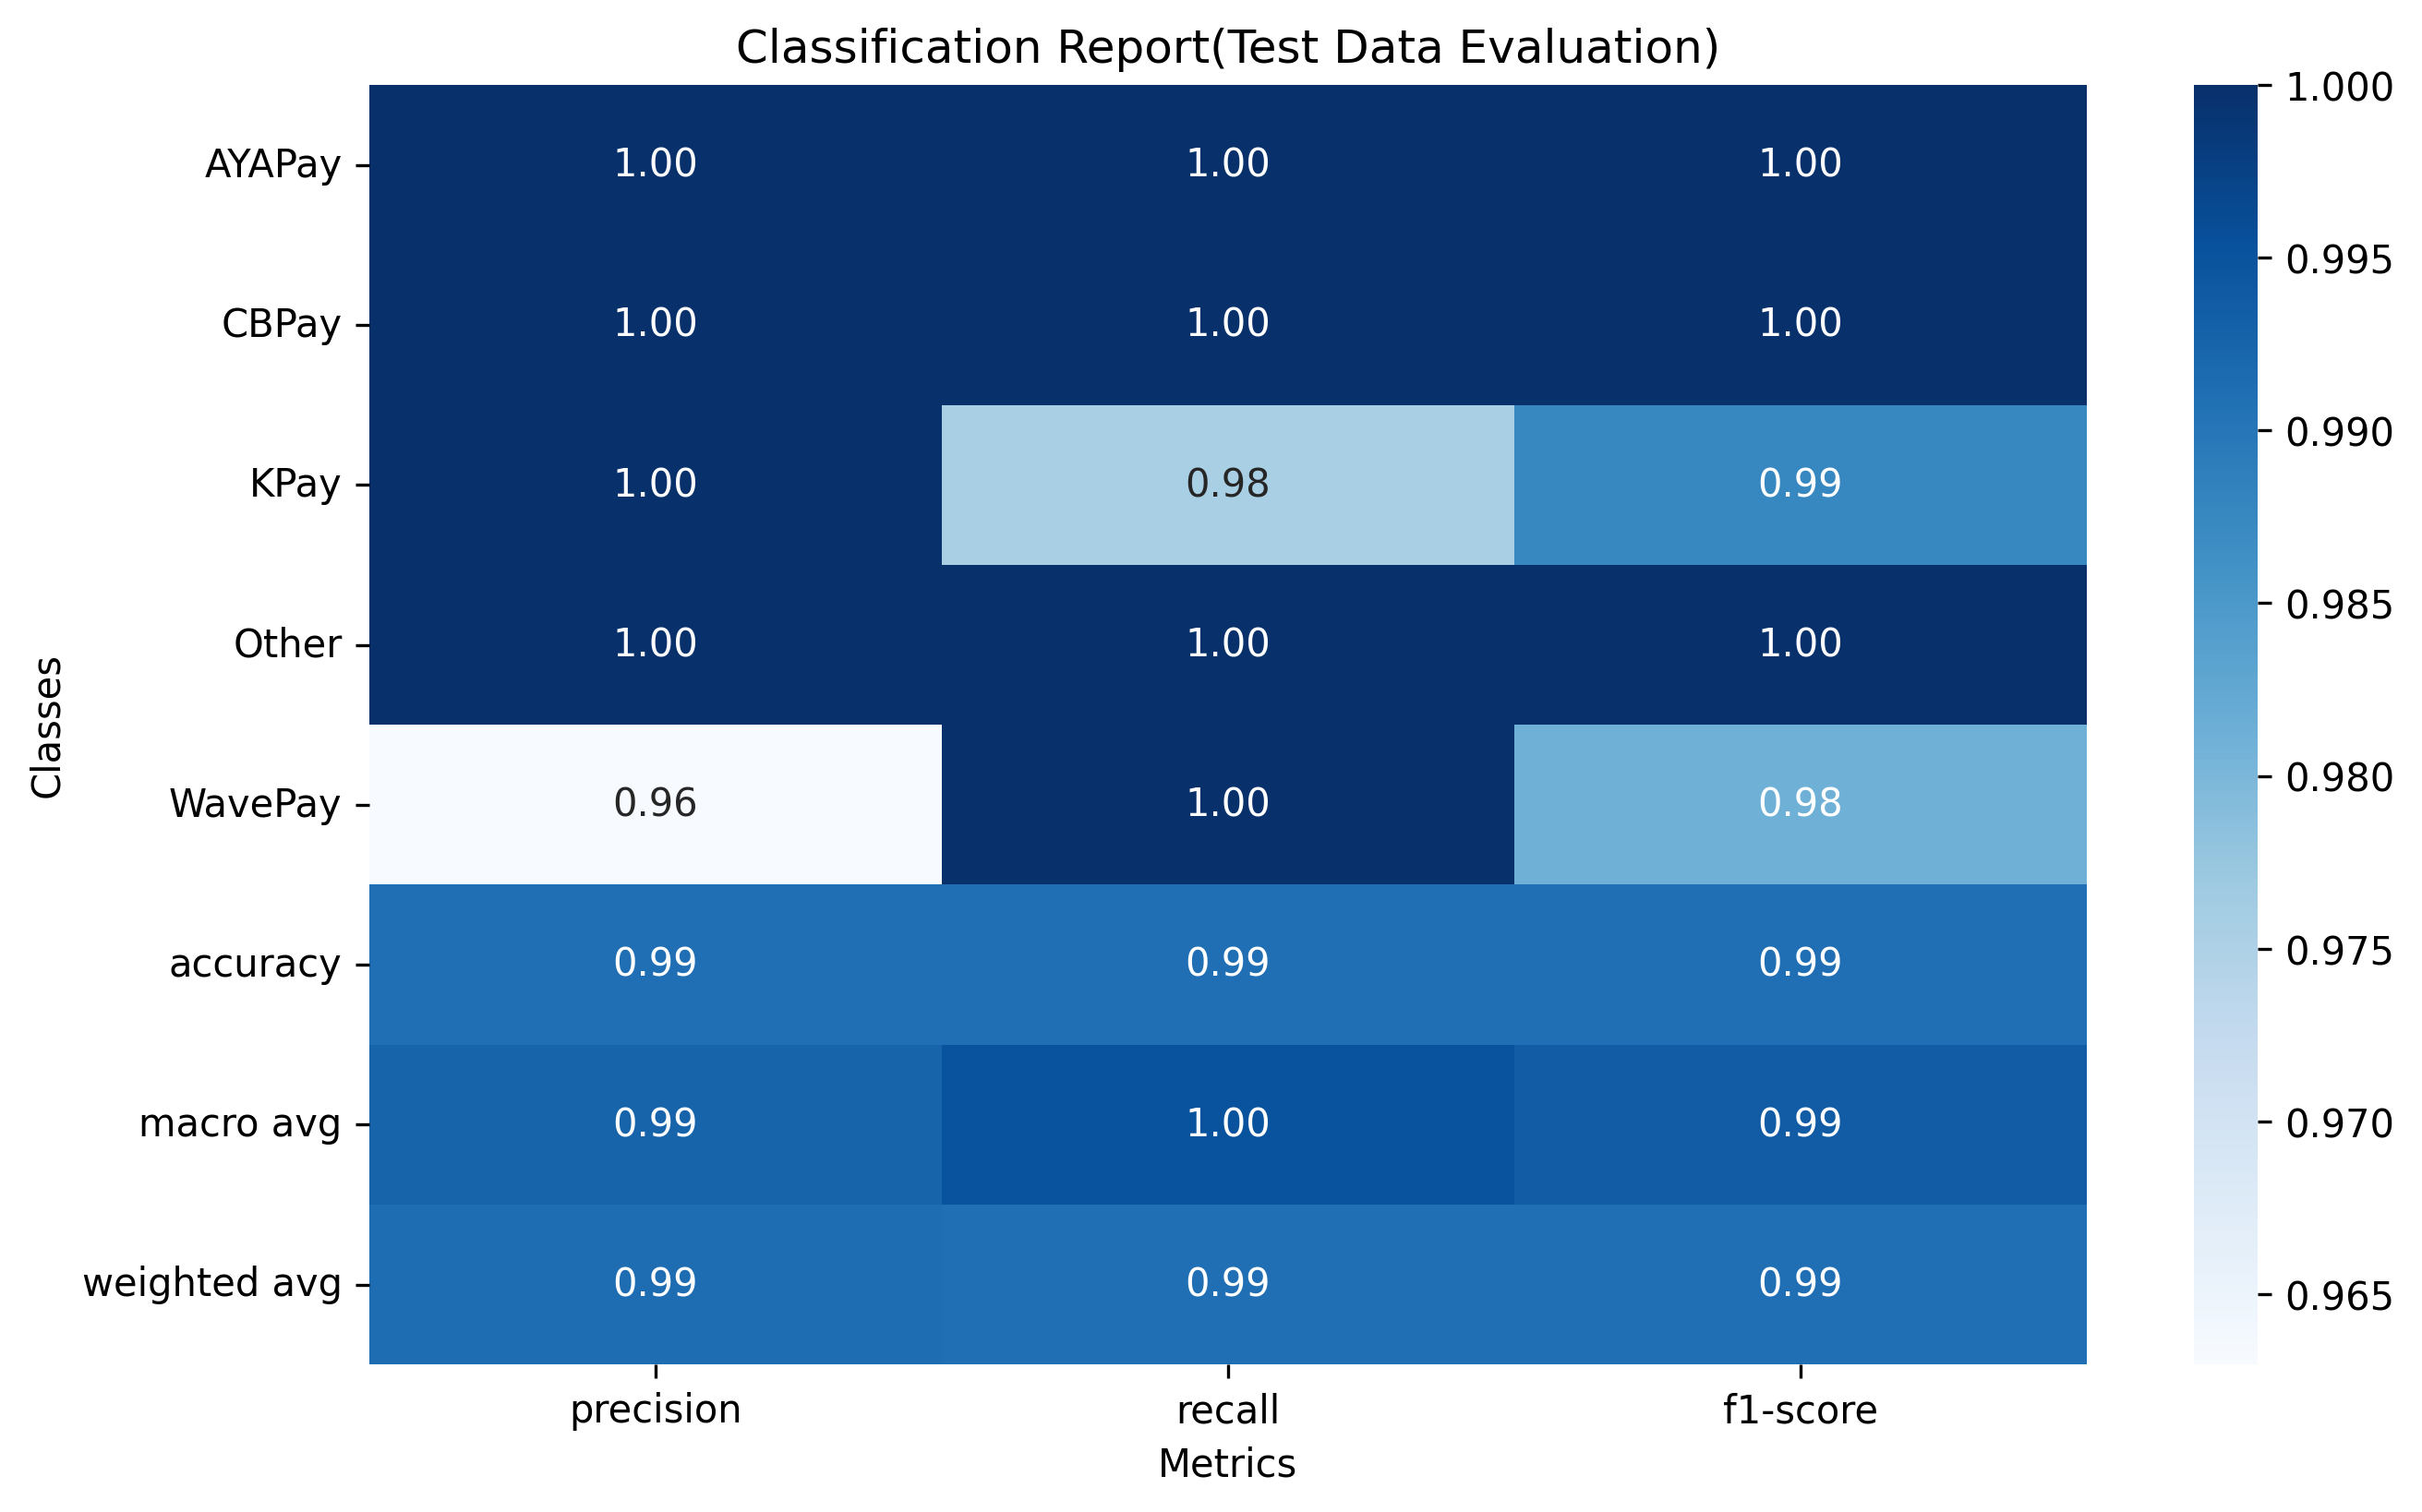 Classification Report(Test Data Evaluation)
AYAPay 1.00 1.00 1.00
CBPay 1.00 1.00 1.00
KPay 1.00 0.98 0.99
Other 1.00 1.00 1.00
WavePay 0.96 1.00 0.98
accuracy 0.99 0.99 0.99
macro avg 0.99 1.00 0.99
weighted avg 0.99 0.99 0.99
precision recall f1-score
Metrics
Classes
1.000
0.995
0.990
0.985
0.980
0.975
0.970
0.965